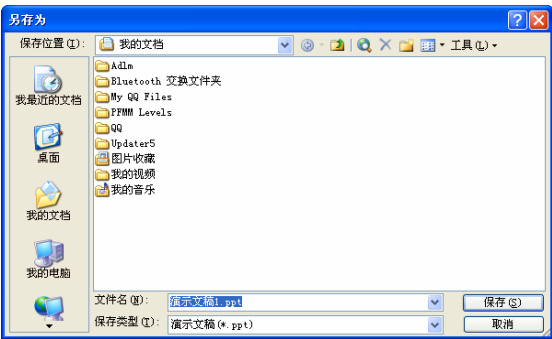 另存为
保存位置(I):
我的文档
工具(L)
Adlm
Bluetooth 交换文件夹
My QQ Files
PFMM Levels
QQ
Updater5
图片收藏
我的视频
我的音乐
我最近的文档
桌面
我的文档
我的电脑
文件名(N):
演示文稿1.ppt
保存(S)
保存类型(T):
演示文稿(*.ppt)
取消